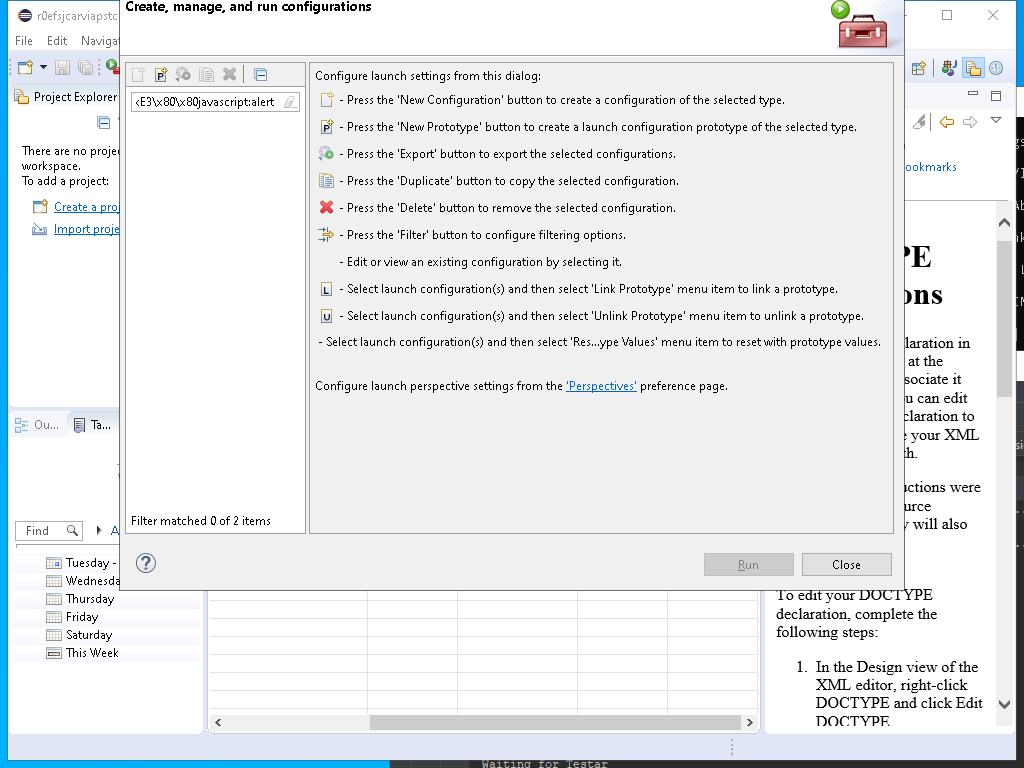 Create, manage, and run configurations
r0efsjcarviapstc
File Edit Navigat
Project Explorer
There are no projec
workspace.
To add a project:
Create a proj
Import proje
<E3\x80\x80javascript:alert
Filter matched 0 of 2 items
Configure launch settings from this dialog:
- Press the 'New Configuration' button to create a configuration of the selected type.
- Press the 'New Prototype' button to create a launch configuration prototype of the selected type.
- Press the 'Export' button to export the selected configurations.
- Press the 'Duplicate' button to copy the selected configuration.
- Press the 'Delete' button to remove the selected configuration.
- Press the 'Filter' button to configure filtering options.
- Edit or view an existing configuration by selecting it.
- Select launch configuration(s) and then select 'Link Prototype' menu item to link a prototype.
- Select launch configuration(s) and then select 'Unlink Prototype' menu item to unlink a prototype.
- Select launch configuration(s) and then select 'Res...ype Values' menu item to reset with prototype values.
Configure launch perspective settings from the 'Perspectives' preference page.
Run
Close
Ou...
Ta...
Find
A
Tuesday -
Wednesda
Thursday
Friday
Saturday
This Week
ookmarks
PE
ons
laration in
at the
sociate it
ou can edit
claration to
e your XML
th.
uctions were
urce
y will also
To edit your DOCTYPE
declaration, complete the
following steps:
1. In the Design view of the
XML editor, right-click
DOCTYPE and click Edit
DOCTYPE
Waiting for Testar